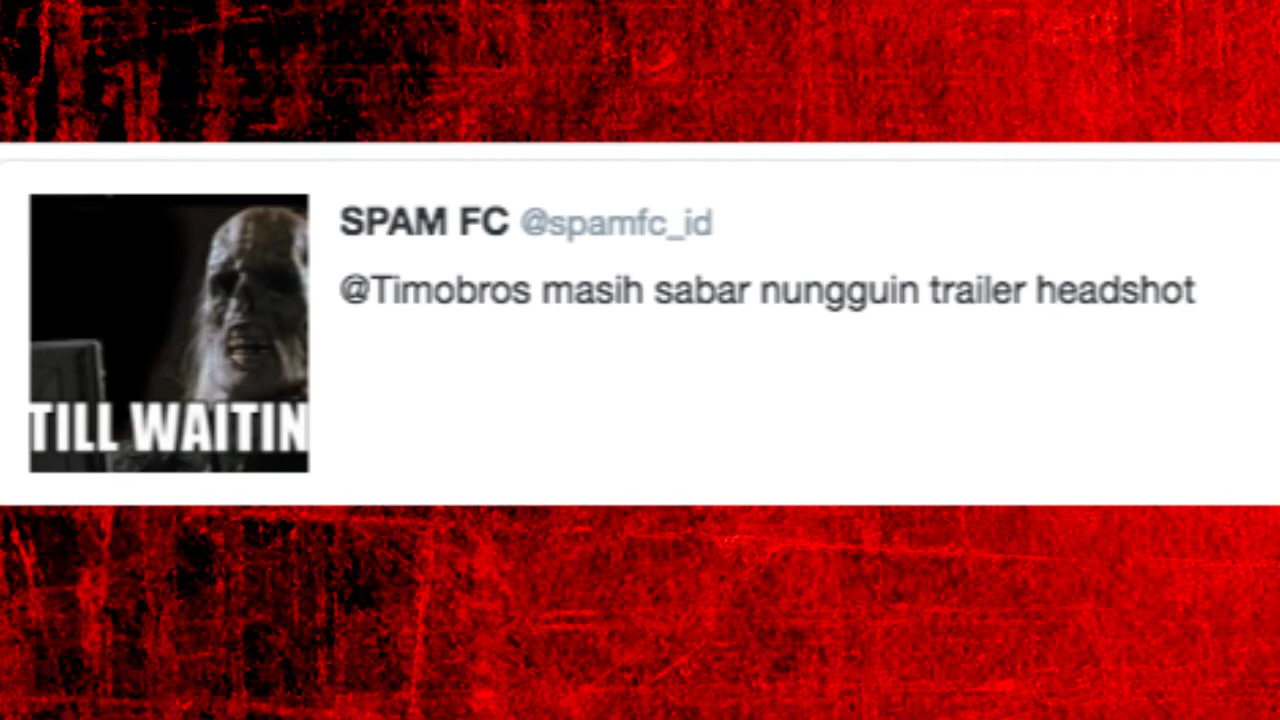 SPAM FC @spamfc_id
@Timobros masih sabar nungguin trailer headshot
TILL WAITIN